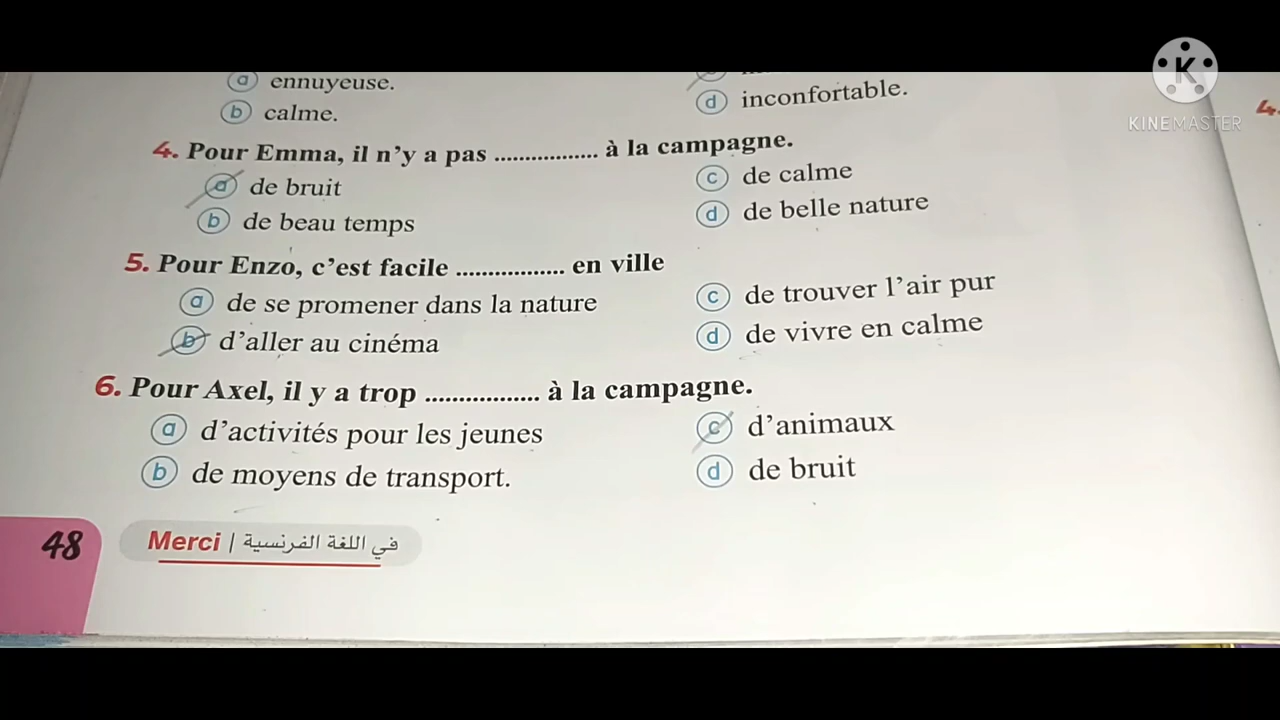 a ennuyeuse.
b calme.
d inconfortable.
4. Pour Emma, il n'y a pas .................. à la campagne.
a de bruit
b de beau temps
c de calme
d de belle nature
5. Pour Enzo, c'est facile ................. en ville
a de se promener dans la nature
b d'aller au cinéma
c de trouver l'air pur
d de vivre en calme
6. Pour Axel, il y a trop ................. à la campagne.
a d'activités pour les jeunes
b de moyens de transport.
c d'animaux
d de bruit
48
Merci | في اللغة الفرنسية
K
KINEMASTER
4.